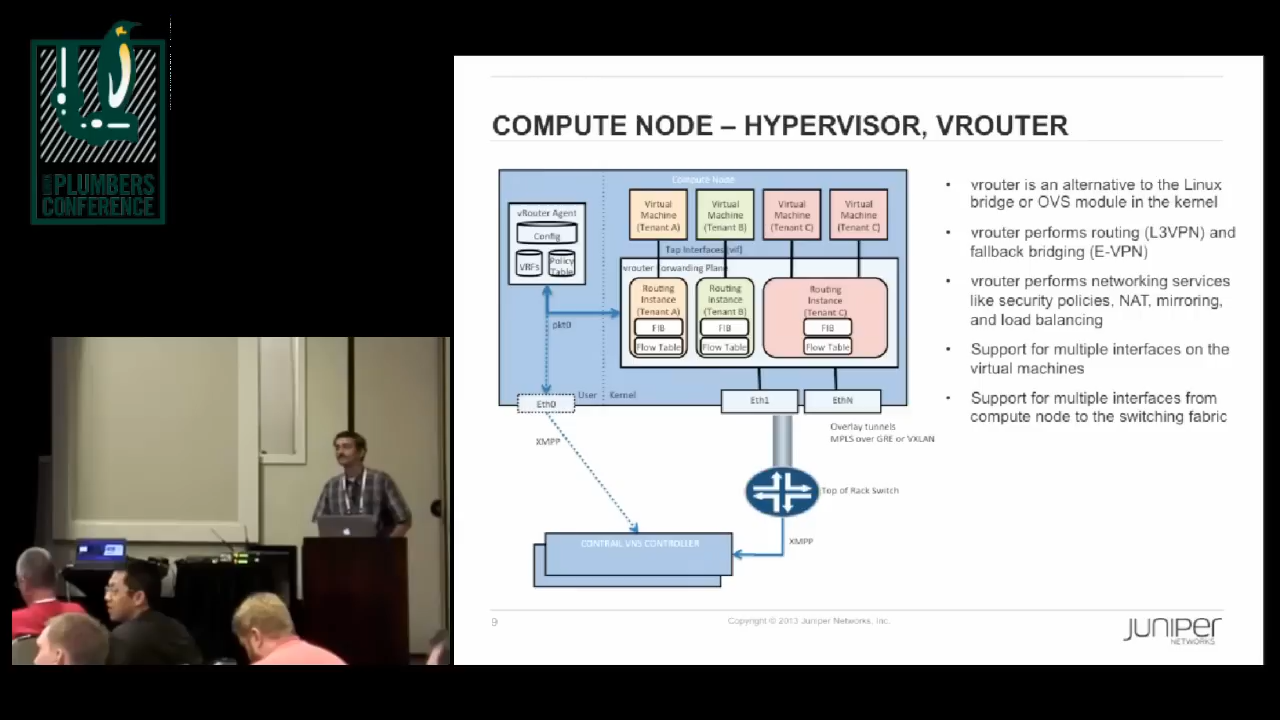 LINUX
PLUMBERS
CONFERENCE
COMPUTE NODE – HYPERVISOR, VROUTER
Compute Node
vRouter Agent
Config
VRFs
Policy
Table
Virtual
Machine
(Tenant A)
Virtual
Machine
(Tenant B)
Virtual
Machine
(Tenant C)
Virtual
Machine
(Tenant C)
Tap Interfaces (vif)
vrouter Forwarding Plane
Routing
Instance
(Tenant A)
FIB
Flow Table
Routing
Instance
(Tenant B)
FIB
Flow Table
Routing
Instance
(Tenant C)
FIB
Flow Table
pkt0
User
Kernel
Eth0
Eth1
EthN
Overlay tunnels
MPLS over GRE or VXLAN
XMPP
Top of Rack Switch
XMPP
CONTRAIL VNS CONTROLLER
• vrouter is an alternative to the Linux
bridge or OVS module in the kernel
• vrouter performs routing (L3VPN) and
fallback bridging (E-VPN)
• vrouter performs networking services
like security policies, NAT, mirroring,
and load balancing
• Support for multiple interfaces on the
virtual machines
• Support for multiple interfaces from
compute node to the switching fabric
9
Copyright © 2013 Juniper Networks, Inc.
JUNIPER
NETWORKS